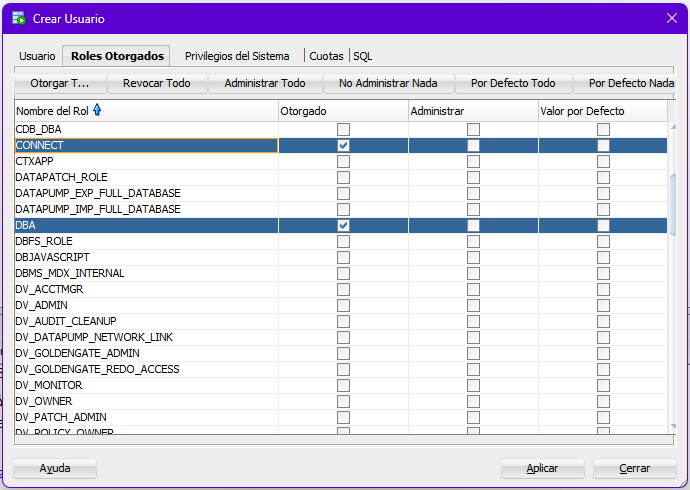 Crear Usuario
Usuario Roles Otorgados Privilegios del Sistema Cuotas SQL
Otorgar T... Revocar Todo Administrar Todo No Administrar Nada Por Defecto Todo Por Defecto Nada
Nombre del Rol Otorgado Administrar Valor por Defecto
CDB_DBA
CONNECT
CTXAPP
DATAPATCH_ROLE
DATAPUMP_EXP_FULL_DATABASE
DATAPUMP_IMP_FULL_DATABASE
DBA
DBFS_ROLE
DBJAVASCRIPT
DBMS_MDX_INTERNAL
DV_ACCTMGR
DV_ADMIN
DV_AUDIT_CLEANUP
DV_DATAPUMP_NETWORK_LINK
DV_GOLDENGATE_ADMIN
DV_GOLDENGATE_REDO_ACCESS
DV_MONITOR
DV_OWNER
DV_PATCH_ADMIN
DV_POLICY_OWNER
Ayuda Aplicar Cerrar